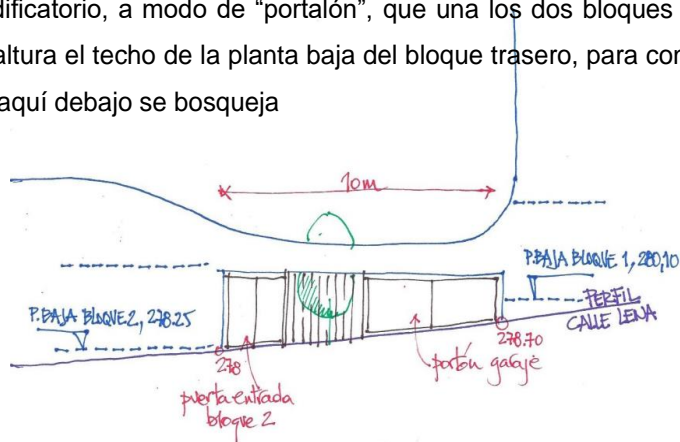 dificatorio, a modo de “portalón”, que una los dos bloques
altura el techo de la planta baja del bloque trasero, para con
aquí debajo se bosqueja
10m
P.BAJA BLOQUE 1, 280,10
P.BAJA BLOQUE 2, 278.25
PERFIL
CALLE LENA
278
278.70
puerta entrada
bloque 2
portón garaje